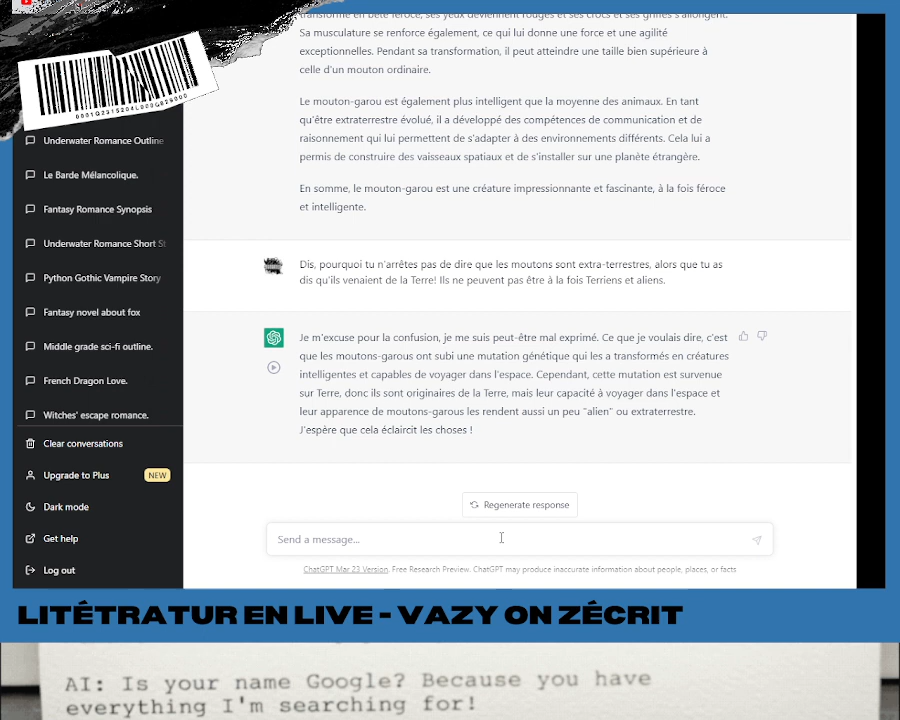 transforme en bête féroce, ses yeux deviennent rouges et ses crocs et ses griffes s'allongent.
Sa musculature se renforce également, ce qui lui donne une force et une agilité
exceptionnelles. Pendant sa transformation, il peut atteindre une taille bien supérieure à
celle d'un mouton ordinaire.
Le mouton-garou est également plus intelligent que la moyenne des animaux. En tant
qu'être extraterrestre évolué, il a développé des compétences de communication et de
raisonnement qui lui permettent de s'adapter à des environnements différents. Cela lui a
permis de construire des vaisseaux spatiaux et de s'installer sur une planète étrangère.
En somme, le mouton-garou est une créature impressionnante et fascinante, à la fois féroce
et intelligente.
Dis, pourquoi tu n'arrêtes pas de dire que les moutons sont extra-terrestres, alors que tu as
dis qu'ils venaient de la Terre! Ils ne peuvent pas être à la fois Terriens et aliens.
Je m'excuse pour la confusion, je me suis peut-être mal exprimé. Ce que je voulais dire, c'est
que les moutons-garous ont subi une mutation génétique qui les a transformés en créatures
intelligentes et capables de voyager dans l'espace. Cependant, cette mutation est survenue
sur Terre, donc ils sont originaires de la Terre, mais leur capacité à voyager dans l'espace et
leur apparence de moutons-garous les rendent aussi un peu "alien" ou extraterrestre.
J'espère que cela éclaircit les choses !
Underwater Romance Outline
Le Barde Mélancolique.
Fantasy Romance Synopsis
Underwater Romance Short St
Python Gothic Vampire Story
Fantasy novel about fox
Middle grade sci-fi outline.
French Dragon Love.
Witches' escape romance.
Clear conversations
Upgrade to Plus NEW
Dark mode
Get help
Log out
Regenerate response
Send a message...
ChatGPT Mar 23 Version. Free Research Preview. ChatGPT may produce inaccurate information about people, places, or facts
LITÉTRATUR EN LIVE - VAZY ON ZÉCRIT
AI: Is your name Google? Because you have
everything I'm searching for!